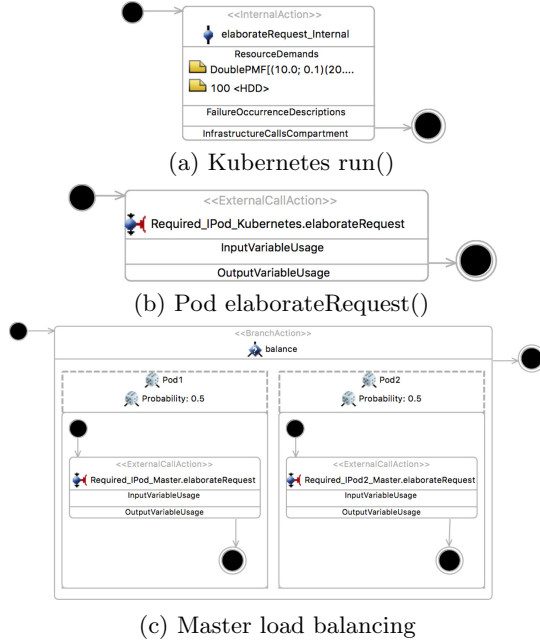 <<InternalAction>>
elaborateRequest_Internal
ResourceDemands
DoublePMF[(10.0; 0.1)(20....
100 <HDD>
FailureOccurrenceDescriptions
InfrastructureCallsCompartment
(a) Kubernetes run()
<<ExternalCallAction>>
Required_IPod_Kubernetes.elaborateRequest
InputVariableUsage
OutputVariableUsage
(b) Pod elaborateRequest()
<<BranchAction>>
balance
Pod1
Probability: 0.5
<<ExternalCallAction>>
Required_IPod_Master.elaborateRequest
InputVariableUsage
OutputVariableUsage
Pod2
Probability: 0.5
<<ExternalCallAction>>
Required_IPod2_Master.elaborateRequest
InputVariableUsage
OutputVariableUsage
(c) Master load balancing